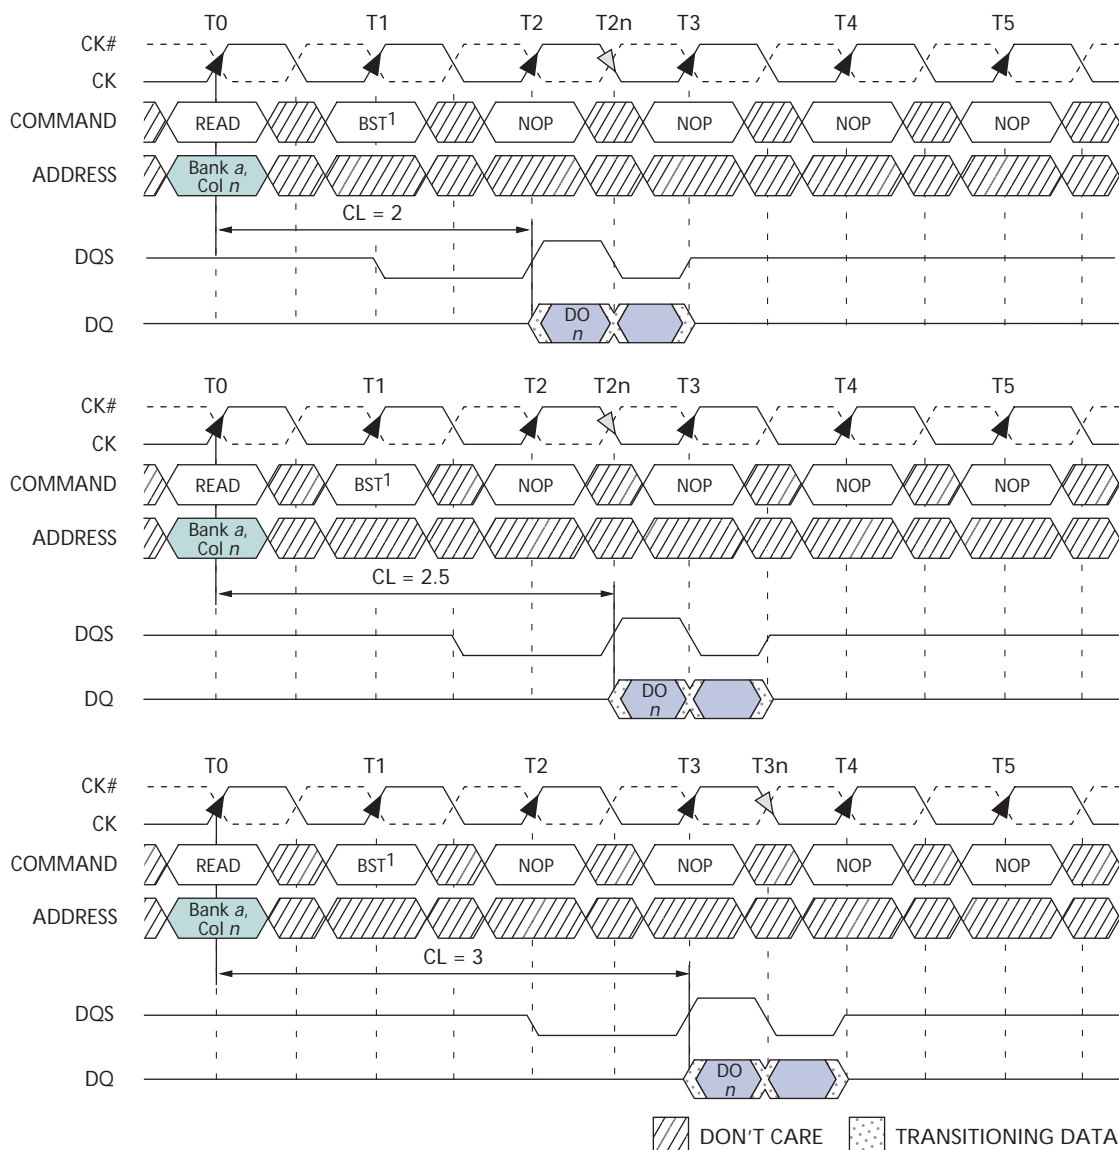 T0 T1 T2 T2n T3 T4 T5
CK#
CK
COMMAND READ BST1 NOP NOP NOP NOP
ADDRESS Bank a,
Col n
CL = 2
DQS
DQ DO
n
T0 T1 T2 T2n T3 T4 T5
CK#
CK
COMMAND READ BST1 NOP NOP NOP NOP
ADDRESS Bank a,
Col n
CL = 2.5
DQS
DQ DO
n
T0 T1 T2 T3 T3n T4 T5
CK#
CK
COMMAND READ BST1 NOP NOP NOP NOP
ADDRESS Bank a,
Col n
CL = 3
DQS
DQ DO
n
DON'T CARE TRANSITIONING DATA